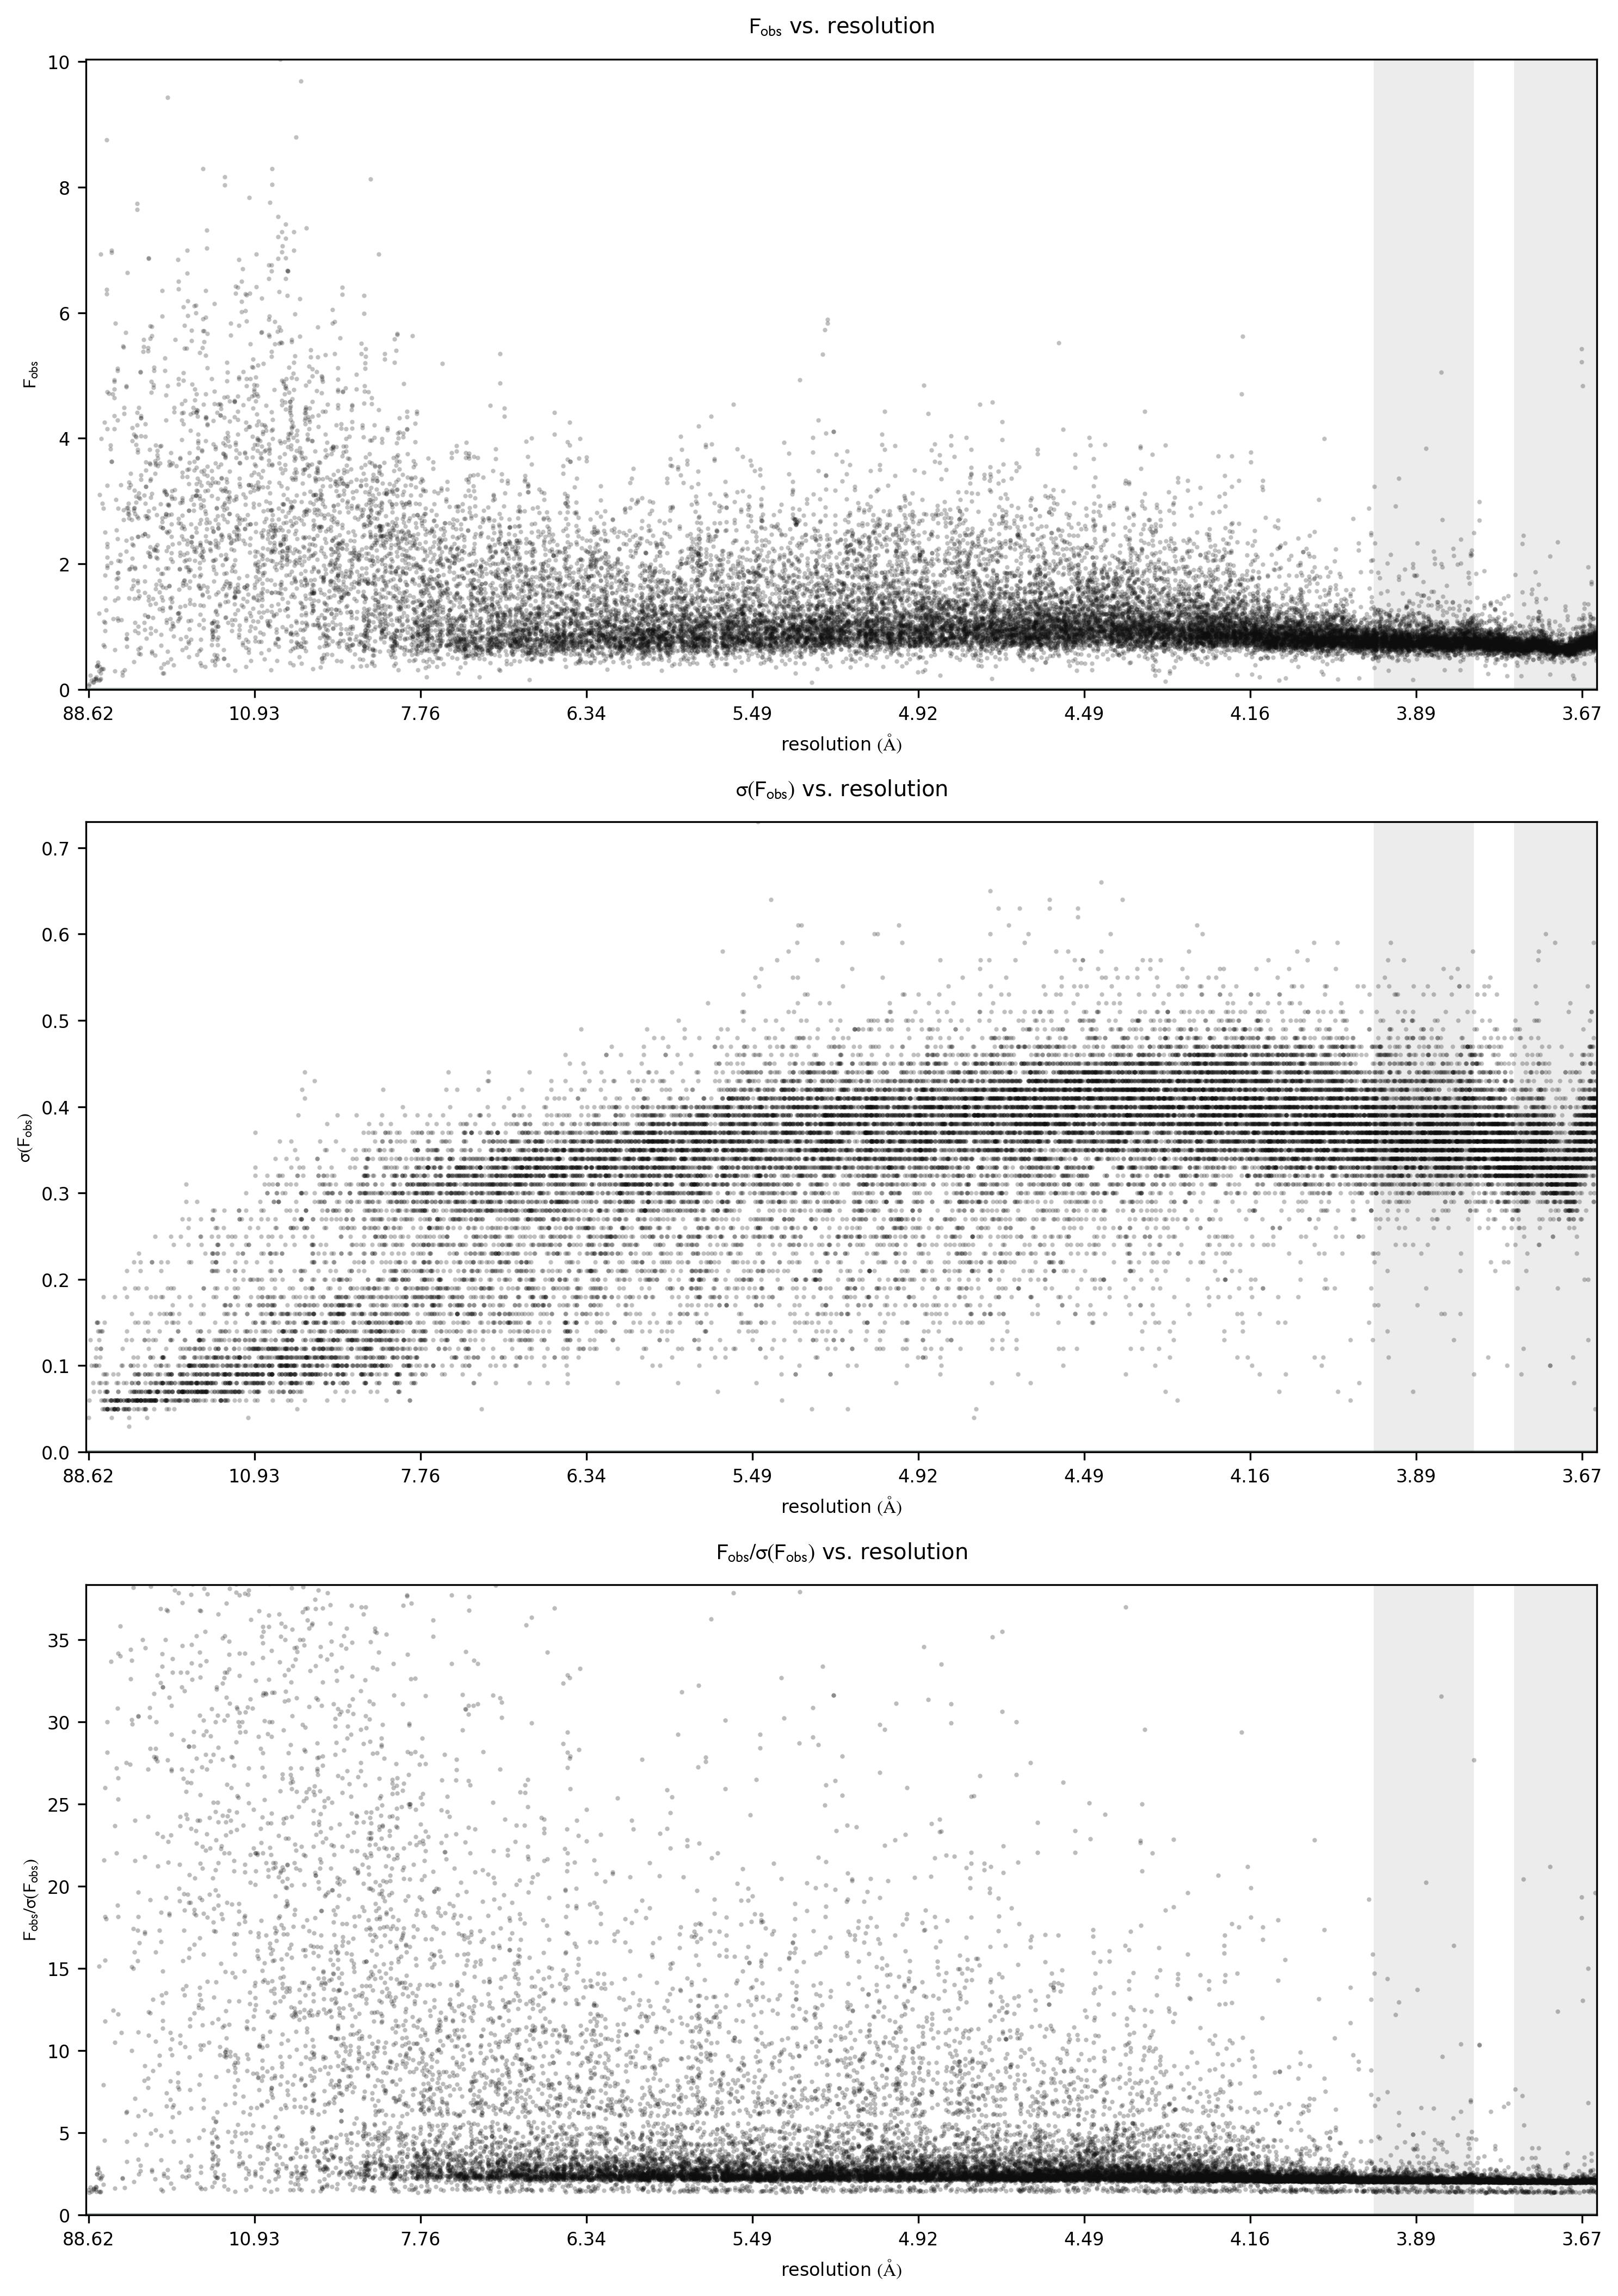 Fobs vs. resolution
10
8
6
4
2
0
Fobs
88.62 10.93 7.76 6.34 5.49 4.92 4.49 4.16 3.89 3.67
resolution (Å)
σ(Fobs) vs. resolution
0.7
0.6
0.5
0.4
0.3
0.2
0.1
0.0
σ(Fobs)
88.62 10.93 7.76 6.34 5.49 4.92 4.49 4.16 3.89 3.67
resolution (Å)
Fobs/σ(Fobs) vs. resolution
35
30
25
20
15
10
5
0
Fobs/σ(Fobs)
88.62 10.93 7.76 6.34 5.49 4.92 4.49 4.16 3.89 3.67
resolution (Å)